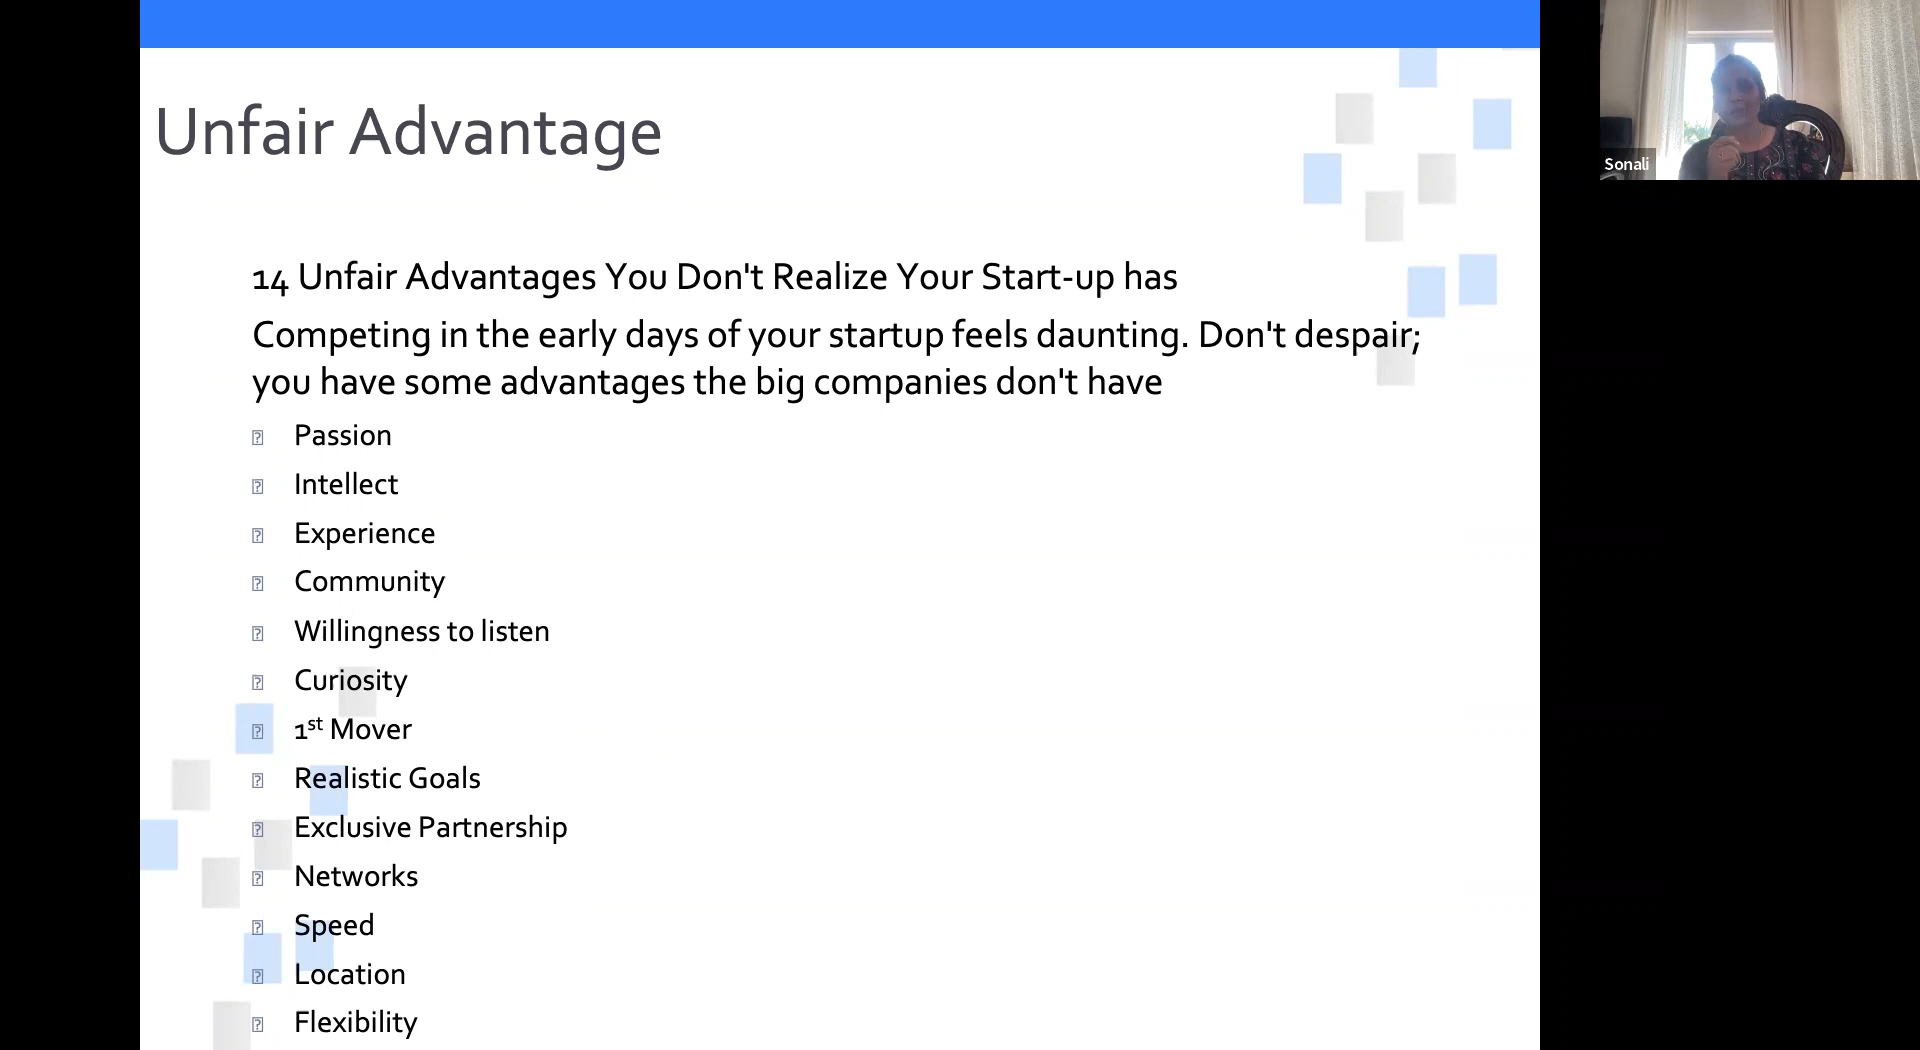 Unfair Advantage
14 Unfair Advantages You Don't Realize Your Start-up has
Competing in the early days of your startup feels daunting. Don't despair;
you have some advantages the big companies don't have
Passion
Intellect
Experience
Community
Willingness to listen
Curiosity
1st Mover
Realistic Goals
Exclusive Partnership
Networks
Speed
Location
Flexibility
Sonali